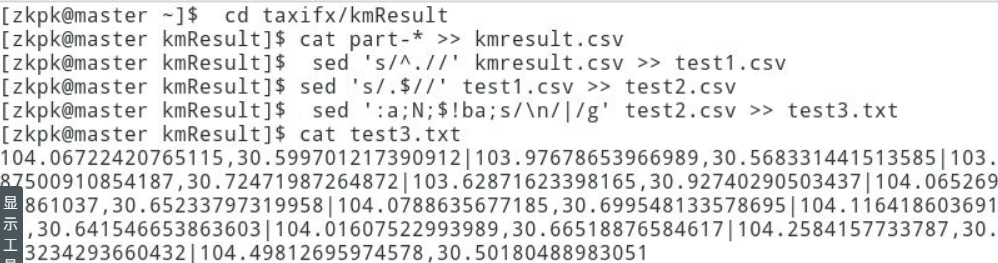 [zkpk@master ~]$  cd taxifx/kmResult
[zkpk@master kmResult]$ cat part-* >> kmresult.csv
[zkpk@master kmResult]$  sed 's/^.//' kmresult.csv >> test1.csv
[zkpk@master kmResult]$ sed 's/.$//' test1.csv >> test2.csv
[zkpk@master kmResult]$  sed ':a;N;$!ba;s/\n/|/g' test2.csv >> test3.txt
[zkpk@master kmResult]$ cat test3.txt
104.06722420765115,30.599701217390912|103.97678653966989,30.568331441513585|103.
87500910854187,30.72471987264872|103.62871623398165,30.92740290503437|104.065269
861037,30.65233797319958|104.0788635677185,30.699548133578695|104.116418603691
,30.641546653863603|104.01607522993989,30.66518876584617|104.2584157733787,30.
3234293660432|104.49812695974578,30.50180488983051
显示工